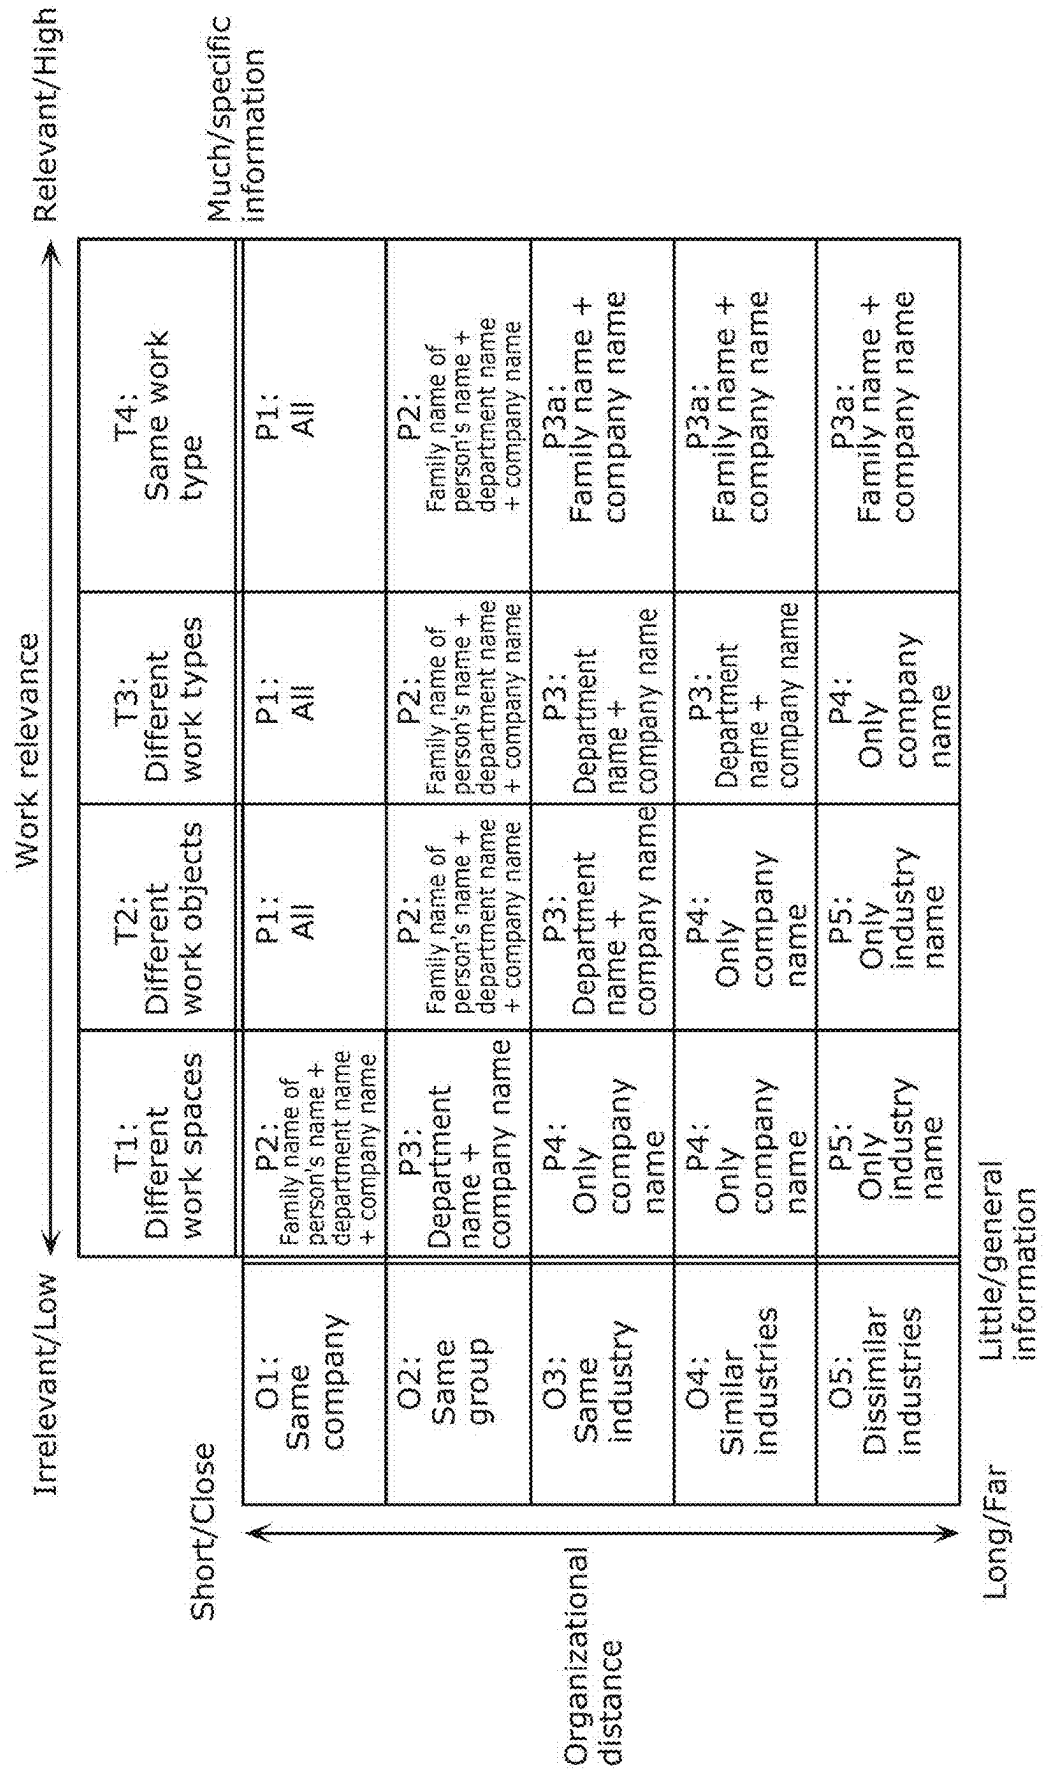 Work relevance
Irrelevant/Low
Relevant/High
Short/Close
Much/specific
information
T1:
Different
work spaces
T2:
Different
work objects
T3:
Different
work types
T4:
Same work
type
Organizational
distance
O1:
Same
company
P2:
Family name of
person's name +
department name
+ company name
P1:
All
P1:
All
P1:
All
O2:
Same
group
P3:
Department
name +
company name
P2:
Family name of
person's name +
department name
+ company name
P2:
Family name of
person's name +
department name
+ company name
P2:
Family name of
person's name +
department name
+ company name
O3:
Same
industry
P4:
Only
company
name
P3:
Department
name +
company name
P3:
Department
name +
company name
P3a:
Family name +
company name
O4:
Similar
industries
P4:
Only
company
name
P4:
Only
company
name
P3:
Department
name +
company name
P3a:
Family name +
company name
O5:
Dissimilar
industries
P5:
Only
industry
name
P5:
Only
industry
name
P4:
Only
company
name
P3a:
Family name +
company name
Long/Far
Little/general
information